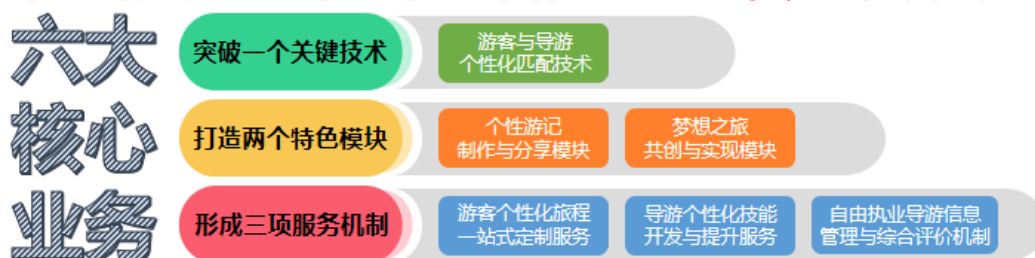 六大
核心
业务
突破一个关键技术
游客与导游
个性化匹配技术
打造两个特色模块
个性游记
制作与分享模块
梦想之旅
共创与实现模块
形成三项服务机制
游客个性化旅程
一站式定制服务
导游个性化技能
开发与提升服务
自由执业导游信息
管理与综合评价机制